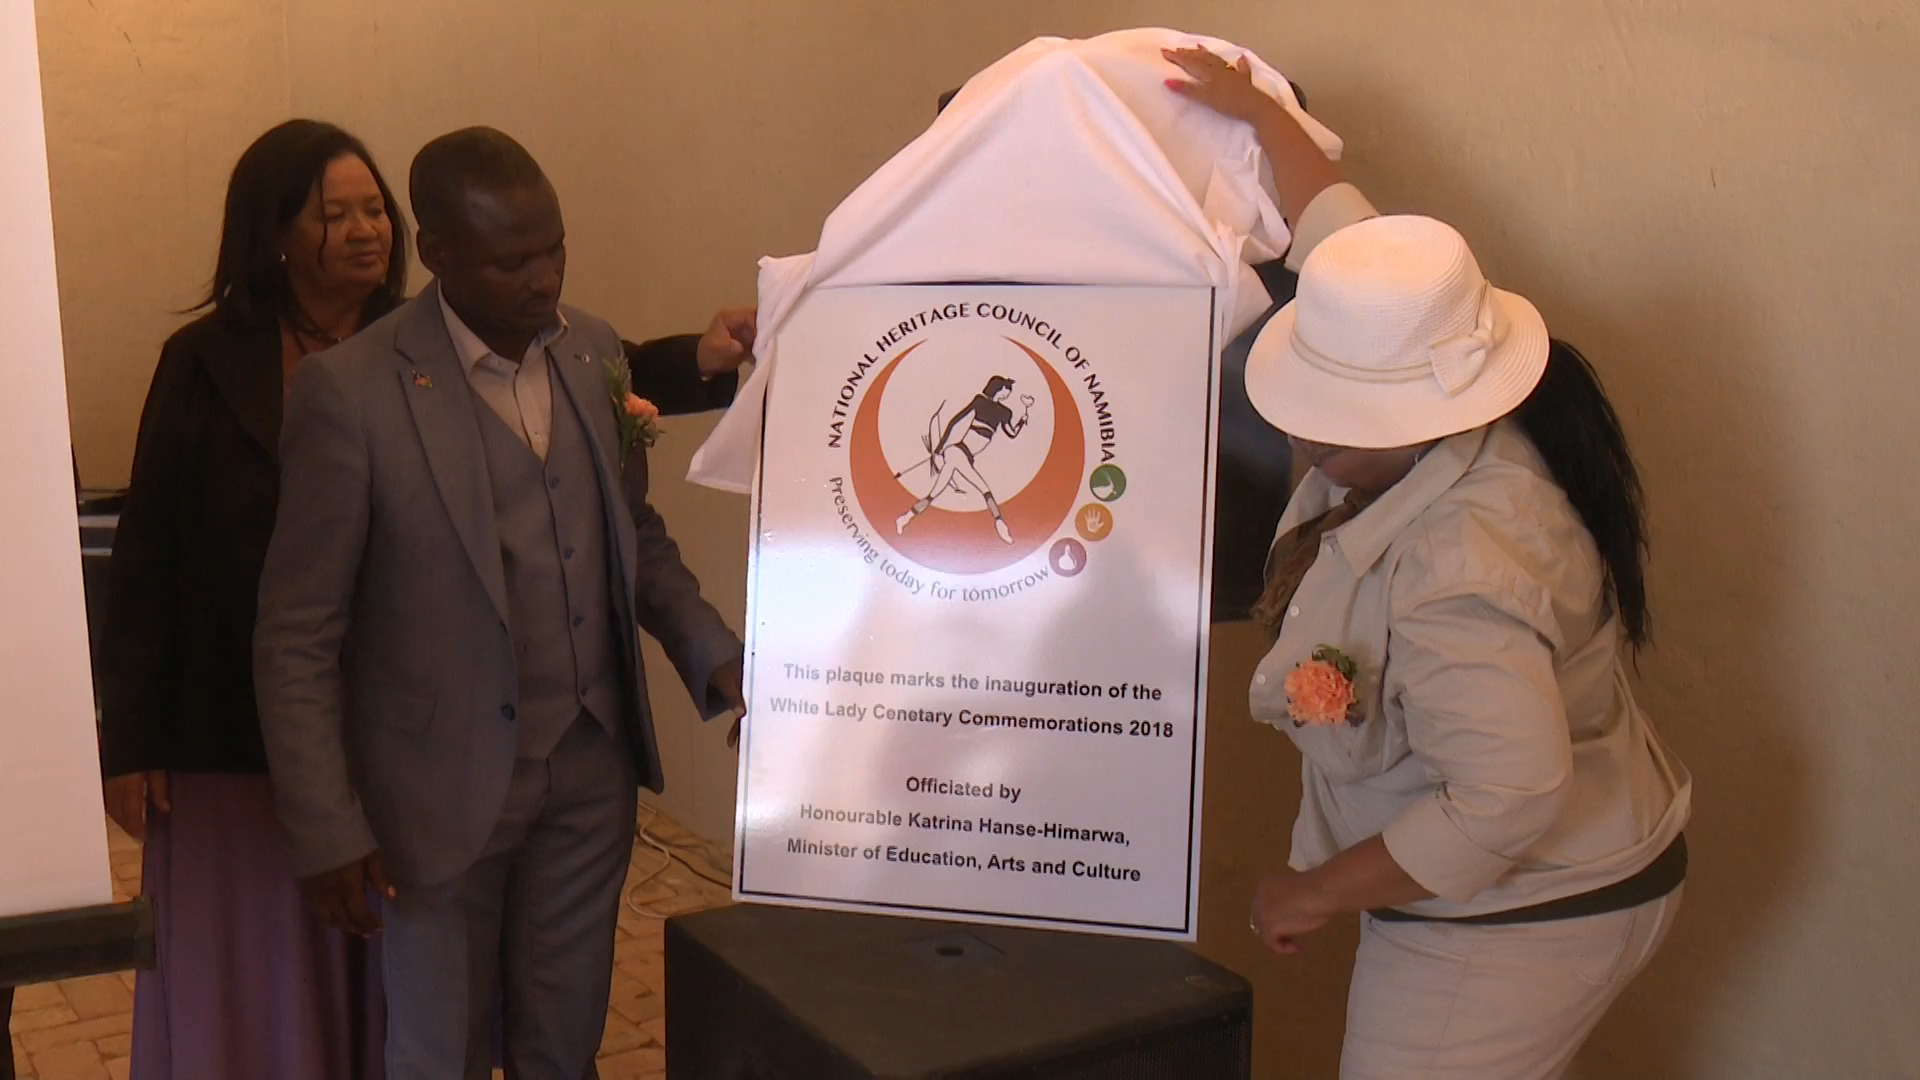 NATIONAL HERITAGE COUNCIL OF NAMIBIA
Preserving today for tomorrow
This plaque marks the inauguration of the
White Lady Cenetary Commemorations 2018
Officiated by
Honourable Katrina Hanse-Himarwa,
Minister of Education, Arts and Culture